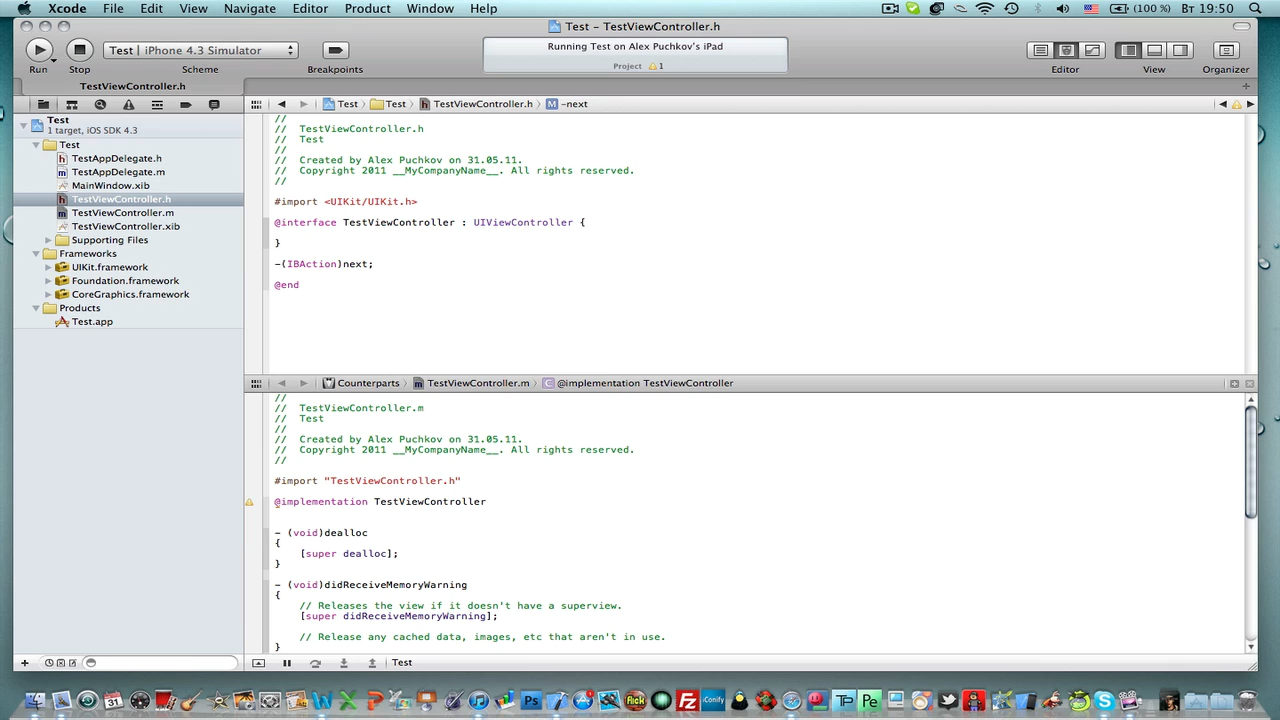 Xcode File Edit View Navigate Editor Product Window Help (100 %) Вт 19:50
Test – TestViewController.h
Run Stop
Test | iPhone 4.3 Simulator
Scheme
Breakpoints
Running Test on Alex Puchkov's iPad
Project 1
Editor View Organizer
TestViewController.h
Test Test TestViewController.h M -next
Test
1 target, iOS SDK 4.3
Test
TestAppDelegate.h
TestAppDelegate.m
MainWindow.xib
TestViewController.h
TestViewController.m
TestViewController.xib
Supporting Files
Frameworks
UIKit.framework
Foundation.framework
CoreGraphics.framework
Products
Test.app
//
// TestViewController.h
// Test
//
// Created by Alex Puchkov on 31.05.11.
// Copyright 2011 __MyCompanyName__. All rights reserved.
//
#import <UIKit/UIKit.h>
@interface TestViewController : UIViewController {
}
-(IBAction)next;
@end
Counterparts TestViewController.m C @implementation TestViewController
//
// TestViewController.m
// Test
//
// Created by Alex Puchkov on 31.05.11.
// Copyright 2011 __MyCompanyName__. All rights reserved.
//
#import "TestViewController.h"
@implementation TestViewController
- (void)dealloc
{
[super dealloc];
}
- (void)didReceiveMemoryWarning
{
// Releases the view if it doesn't have a superview.
[super didReceiveMemoryWarning];
// Release any cached data, images, etc that aren't in use.
}
Test
31 W X P Ps flick Fz iConify TP Pe S